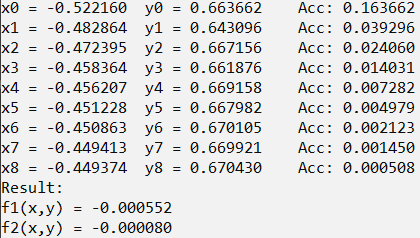 x0 = -0.522160 y0 = 0.663662 Acc: 0.163662
x1 = -0.482864 y1 = 0.643096 Acc: 0.039296
x2 = -0.472395 y2 = 0.667156 Acc: 0.024060
x3 = -0.458364 y3 = 0.661876 Acc: 0.014031
x4 = -0.456207 y4 = 0.669158 Acc: 0.007282
x5 = -0.451228 y5 = 0.667982 Acc: 0.004979
x6 = -0.450863 y6 = 0.670105 Acc: 0.002123
x7 = -0.449413 y7 = 0.669921 Acc: 0.001450
x8 = -0.449374 y8 = 0.670430 Acc: 0.000508
Result:
f1(x,y) = -0.000552
f2(x,y) = -0.000080